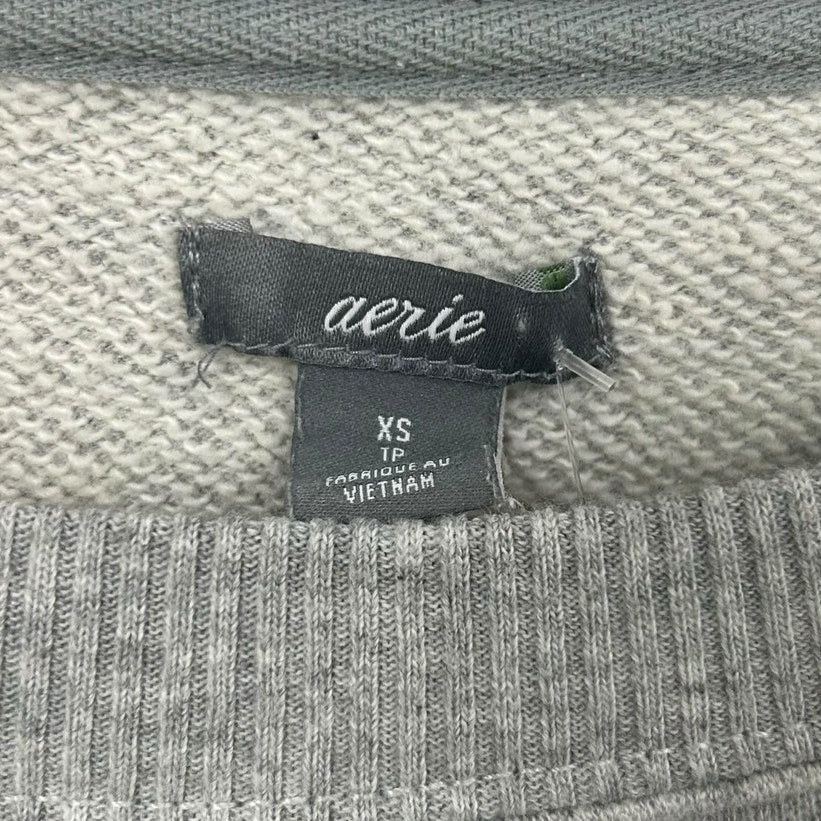 aerie
XS
TP
FABRIQUE AU
VIETNAM